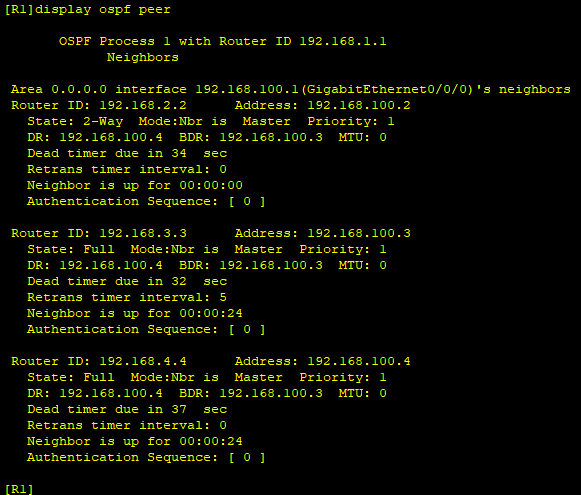 [R1]display ospf peer
OSPF Process 1 with Router ID 192.168.1.1
Neighbors
Area 0.0.0.0 interface 192.168.100.1(GigabitEthernet0/0/0)'s neighbors
Router ID: 192.168.2.2      Address: 192.168.100.2
State: 2-Way  Mode:Nbr is  Master  Priority: 1
DR: 192.168.100.4  BDR: 192.168.100.3  MTU: 0
Dead timer due in 34  sec
Retrans timer interval: 0
Neighbor is up for 00:00:00
Authentication Sequence: [ 0 ]
Router ID: 192.168.3.3      Address: 192.168.100.3
State: Full  Mode:Nbr is  Master  Priority: 1
DR: 192.168.100.4  BDR: 192.168.100.3  MTU: 0
Dead timer due in 32  sec
Retrans timer interval: 5
Neighbor is up for 00:00:24
Authentication Sequence: [ 0 ]
Router ID: 192.168.4.4      Address: 192.168.100.4
State: Full  Mode:Nbr is  Master  Priority: 1
DR: 192.168.100.4  BDR: 192.168.100.3  MTU: 0
Dead timer due in 37  sec
Retrans timer interval: 0
Neighbor is up for 00:00:24
Authentication Sequence: [ 0 ]
[R1]